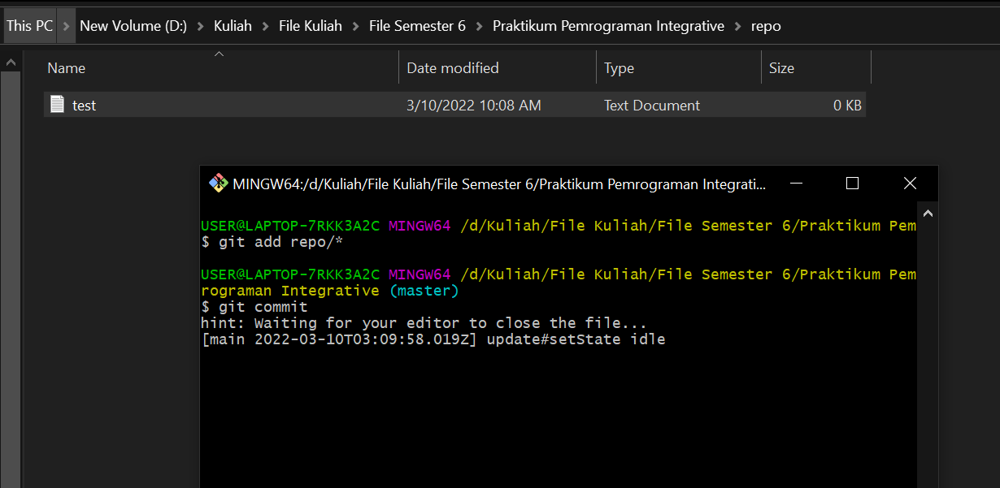 This PC > New Volume (D:) > Kuliah > File Kuliah > File Semester 6 > Praktikum Pemrograman Integrative > repo
Name Date modified Type Size
test 3/10/2022 10:08 AM Text Document 0 KB
MINGW64:/d/Kuliah/File Kuliah/File Semester 6/Praktikum Pemrograman Integrati...
USER@LAPTOP-7RKK3A2C MINGW64 /d/Kuliah/File Kuliah/File Semester 6/Praktikum Pem
$ git add repo/*
USER@LAPTOP-7RKK3A2C MINGW64 /d/Kuliah/File Kuliah/File Semester 6/Praktikum Pem
rograman Integrative (master)
$ git commit
hint: Waiting for your editor to close the file...
[main 2022-03-10T03:09:58.019Z] update#setState idle